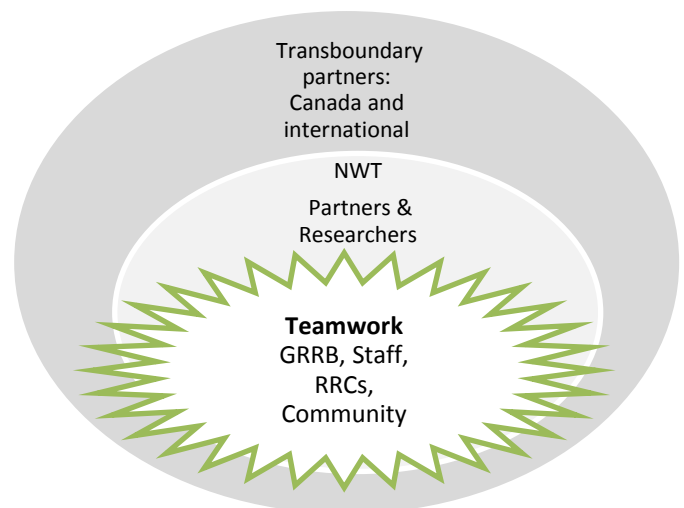 Transboundary
partners:
Canada and
international
NWT
Partners &
Researchers
Teamwork
GRRB, Staff,
RRCs,
Community